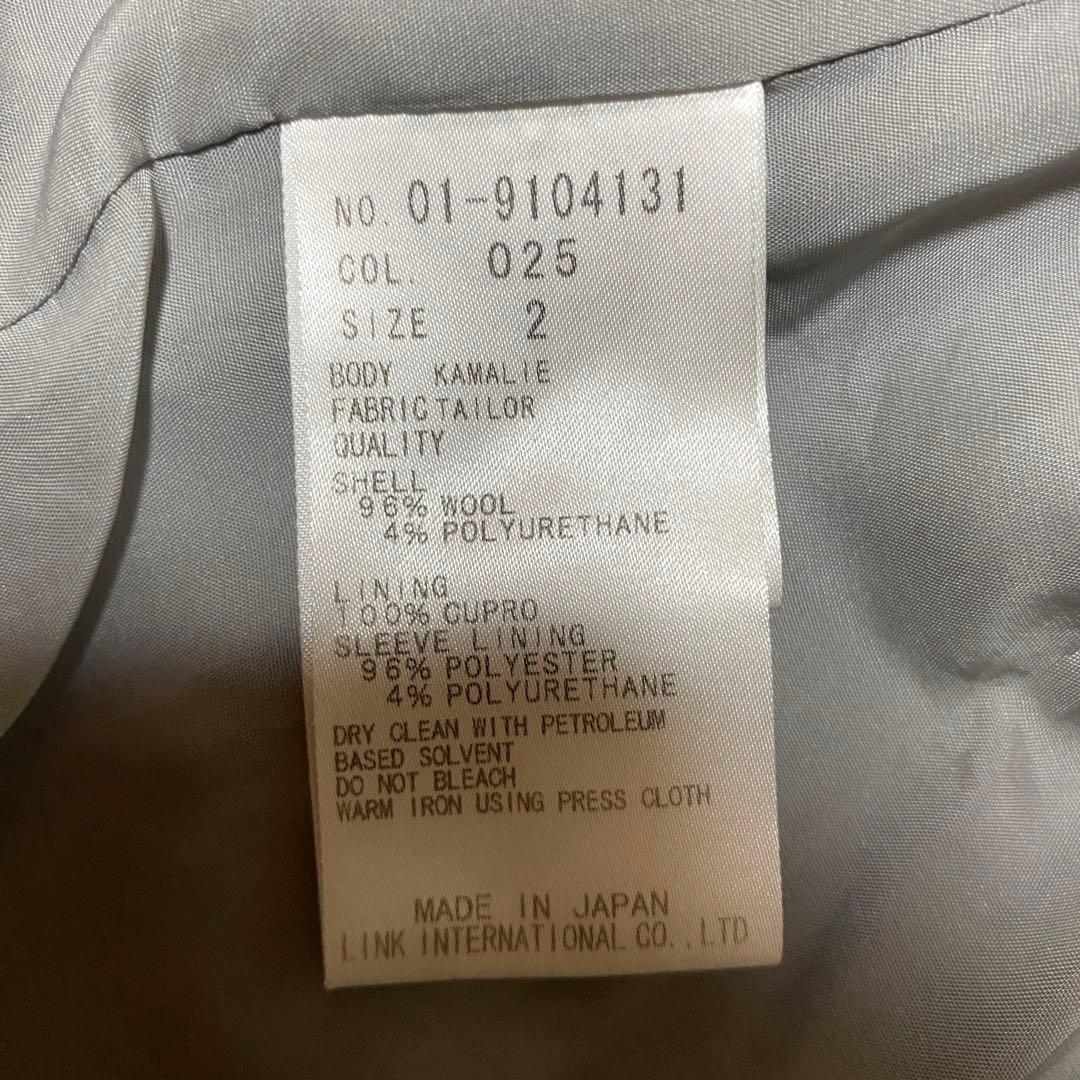 NO. 01-9104131
COL. 025
SIZE 2
BODY KAMALIE
FABRICTAILOR
QUALITY
SHELL
96% WOOL
4% POLYURETHANE
LINING
100% CUPRO
SLEEVE LINING
96% POLYESTER
4% POLYURETHANE
DRY CLEAN WITH PETROLEUM
BASED SOLVENT
DO NOT BLEACH
WARM IRON USING PRESS CLOTH
MADE IN JAPAN
LINK INTERNATIONAL CO.,LTD